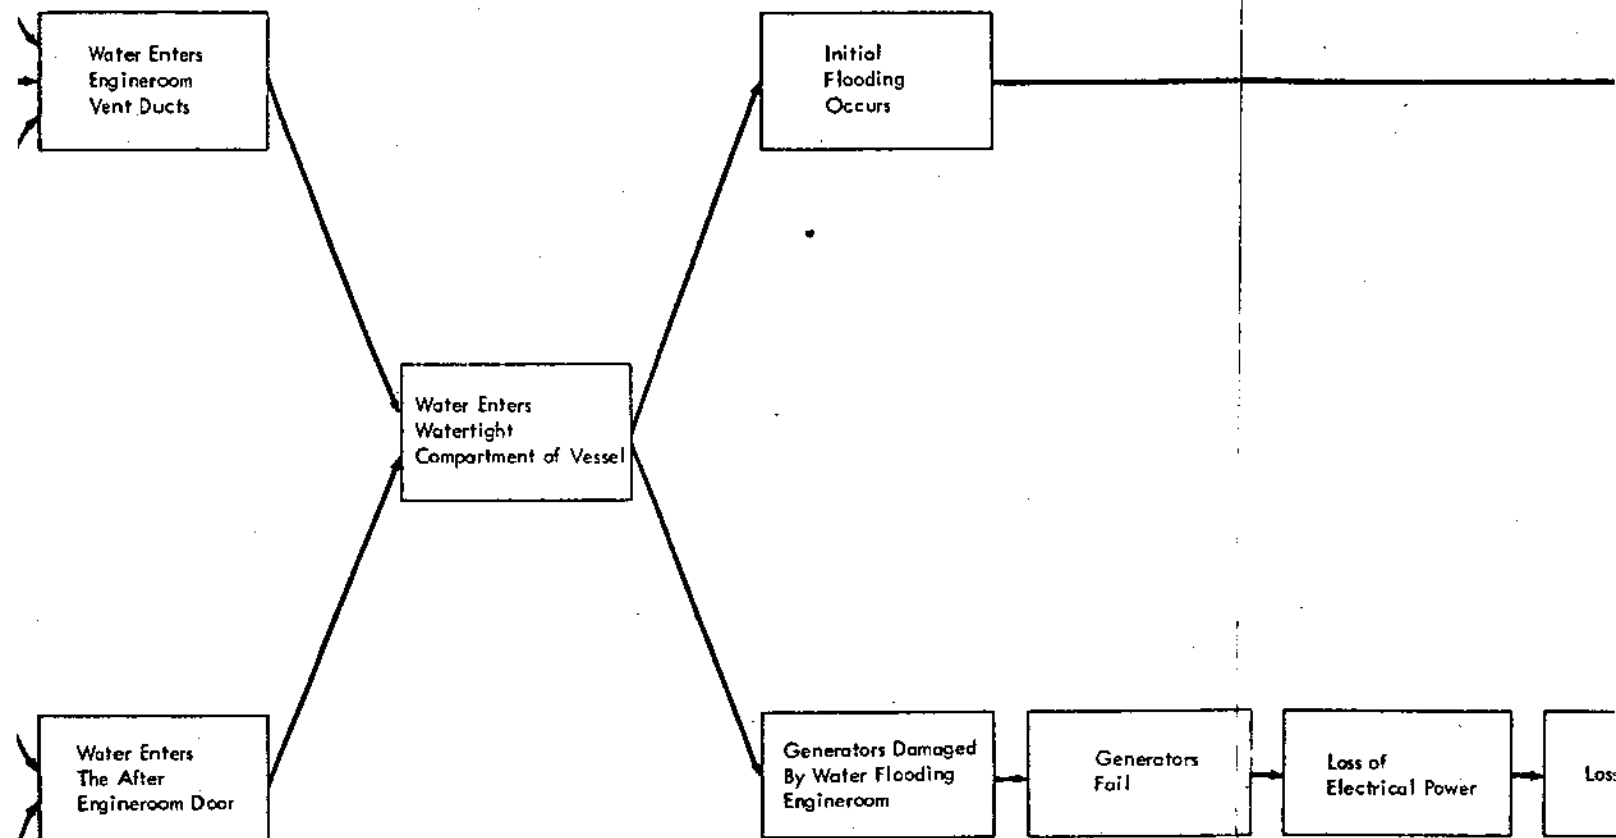 Water Enters
Engineroom
Vent Ducts
Initial
Flooding
Occurs
Water Enters
Watertight
Compartment of Vessel
Water Enters
The After
Engineroom Door
Generators Damaged
By Water Flooding
Engineroom
Generators
Fail
Loss of
Electrical Power
Loss